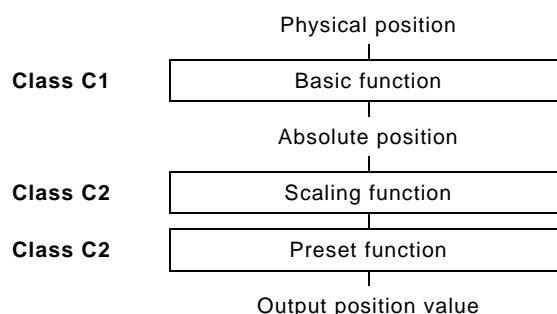 Physical position
Class C1 Basic function
Absolute position
Class C2 Scaling function
Class C2 Preset function
Output position value